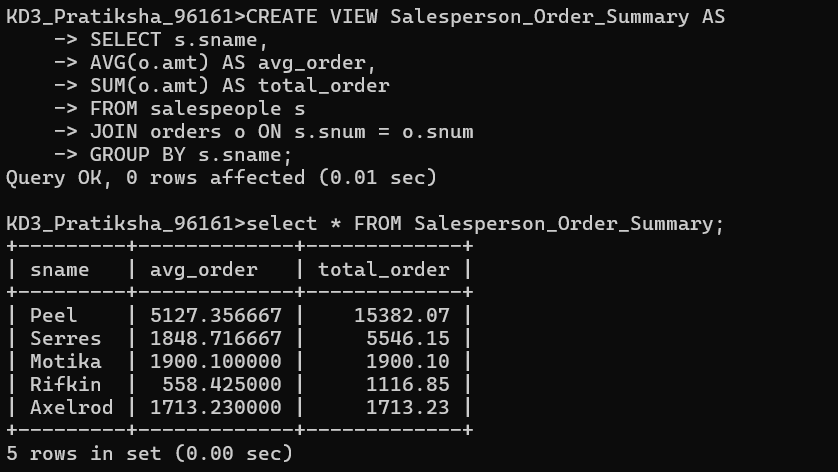 KD3_Pratiksha_96161>CREATE VIEW Salesperson_Order_Summary AS
    -> SELECT s.sname,
    -> AVG(o.amt) AS avg_order,
    -> SUM(o.amt) AS total_order
    -> FROM salespeople s
    -> JOIN orders o ON s.snum = o.snum
    -> GROUP BY s.sname;
Query OK, 0 rows affected (0.01 sec)

KD3_Pratiksha_96161>select * FROM Salesperson_Order_Summary;
+---------+-------------+-------------+
| sname   | avg_order   | total_order |
+---------+-------------+-------------+
| Peel    | 5127.356667 |    15382.07 |
| Serres  | 1848.716667 |     5546.15 |
| Motika  | 1900.100000 |     1900.10 |
| Rifkin  |  558.425000 |     1116.85 |
| Axelrod | 1713.230000 |     1713.23 |
+---------+-------------+-------------+
5 rows in set (0.00 sec)